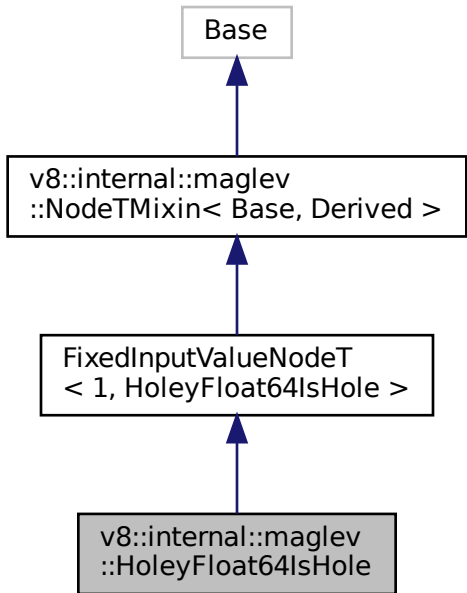 Base
v8::internal::maglev
::NodeTMixin< Base, Derived >
FixedInputValueNodeT
< 1, HoleyFloat64IsHole >
v8::internal::maglev
::HoleyFloat64IsHole